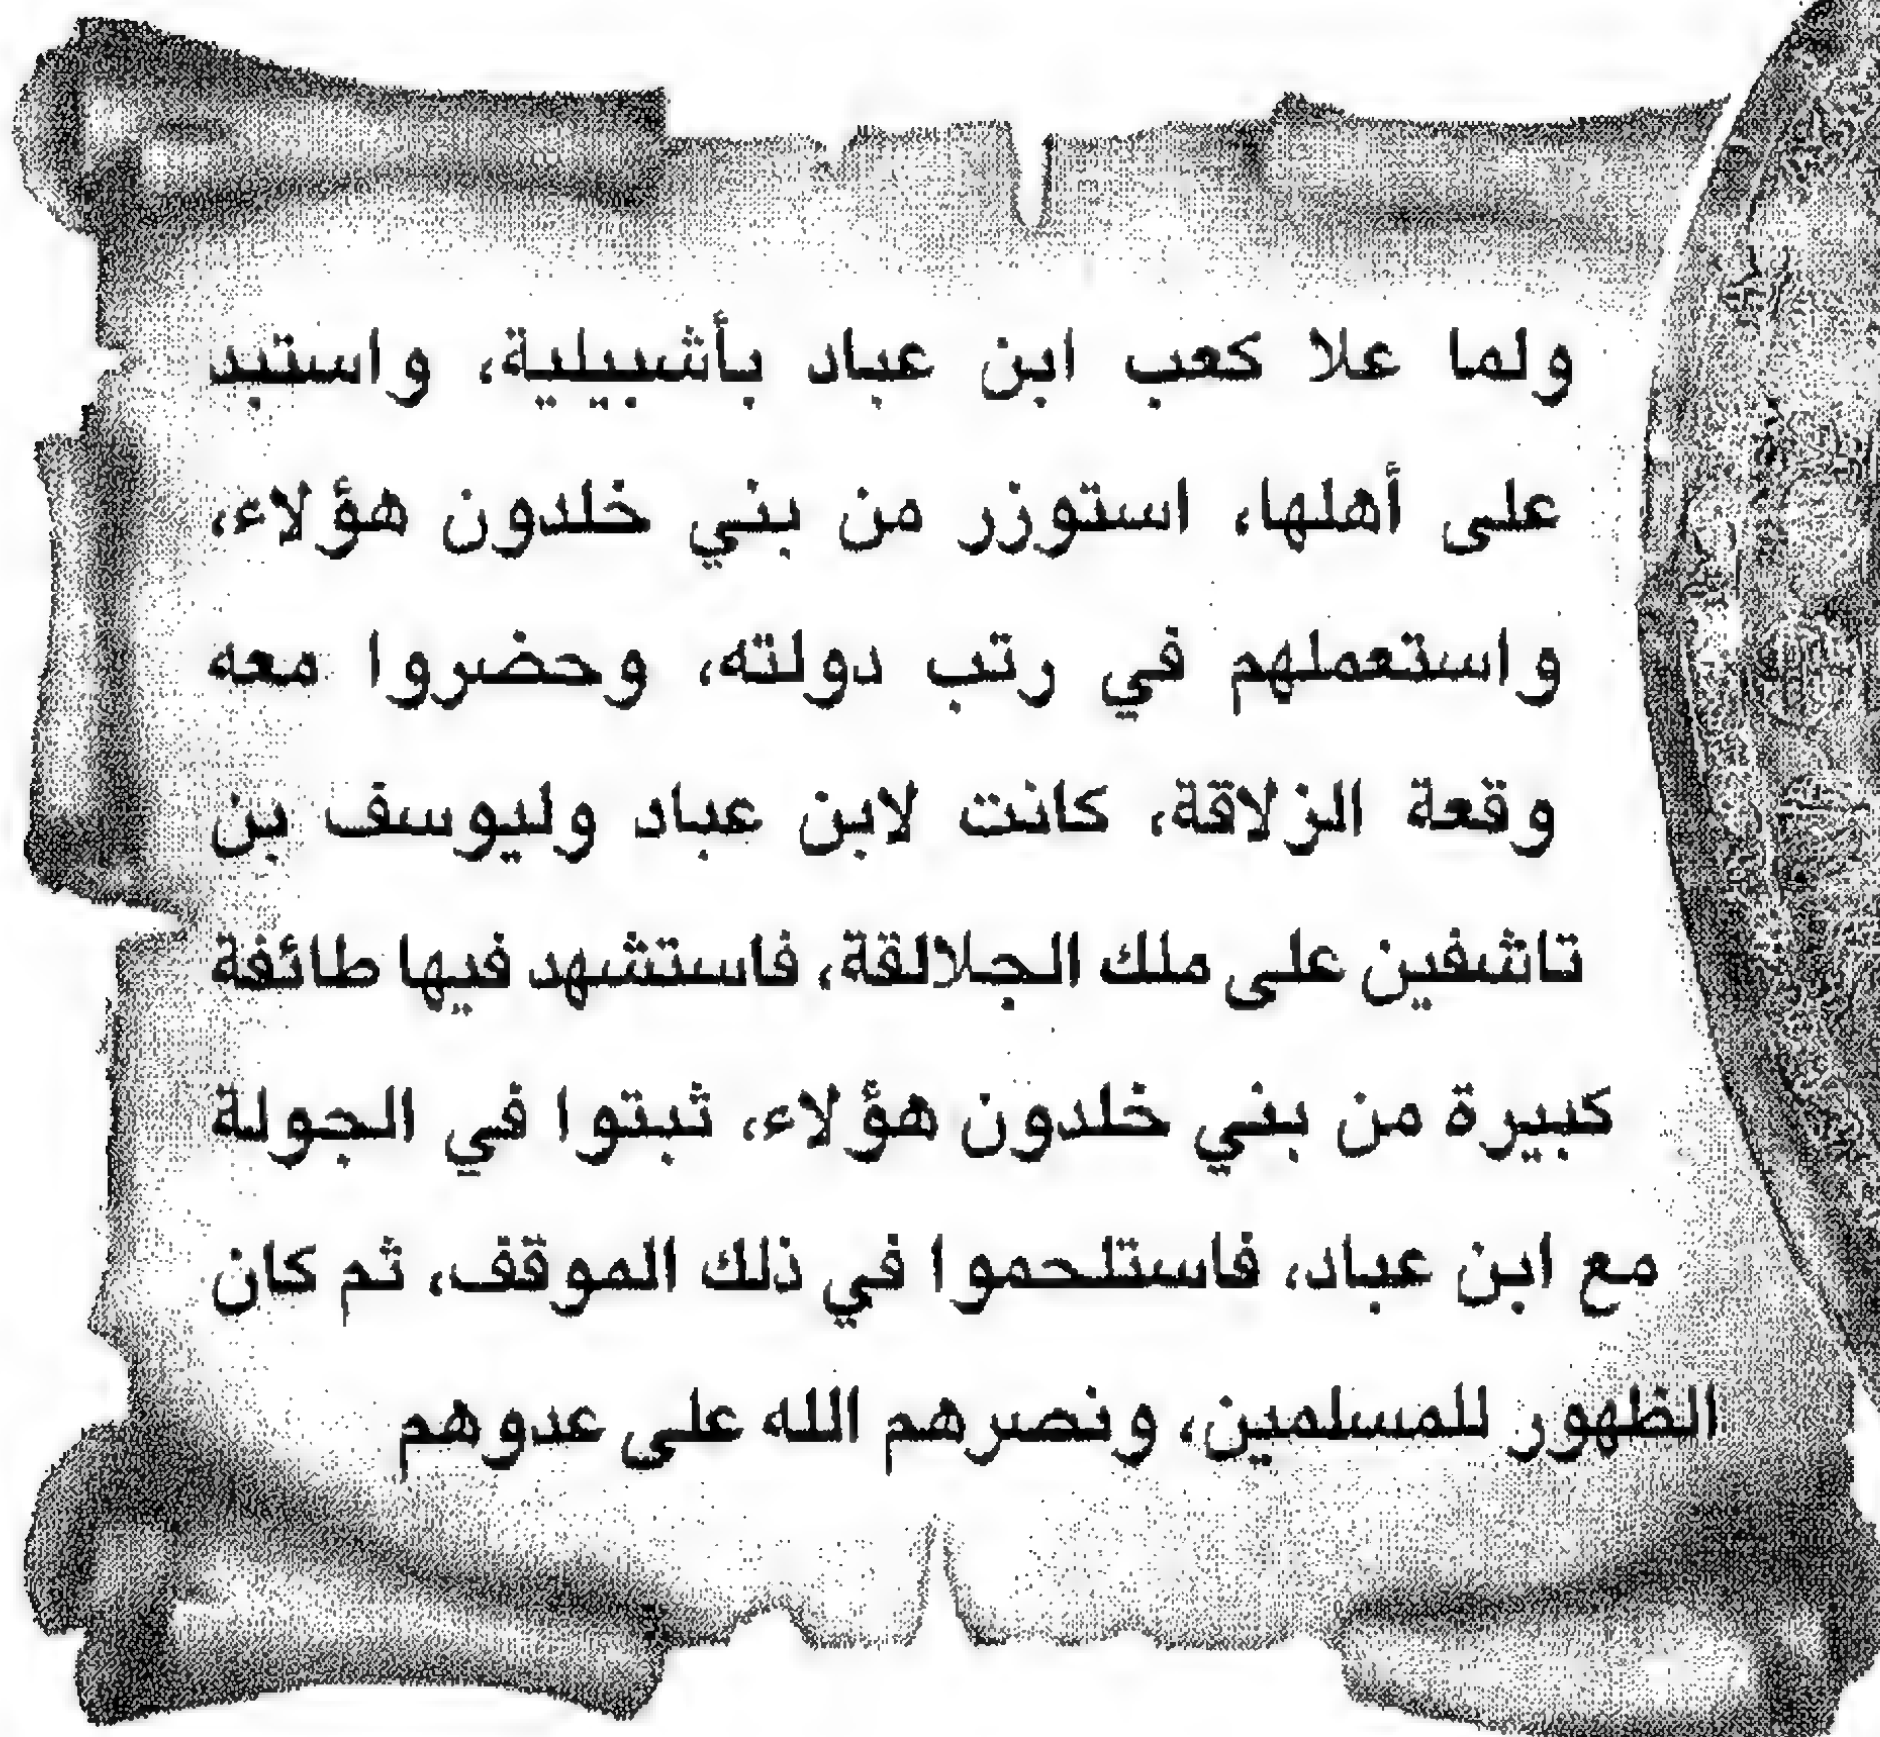 ولما علا كعب ابن عباد بأشبيلية، واستبد
على أهلها، استوزر من بني خلدون هؤلاء،
واستعملهم في رتب دولته، وحضروا معه
وقعة الزلاقة، كانت لابن عباد وليوسف بن
تاشفين على ملك الجلالقة، فاستشهد فيها طائفة
كبيرة من بني خلدون هؤلاء، ثبتوا في الجولة
مع ابن عباد، فاستلحموا في ذلك الموقف، ثم كان
الظهور للمسلمين، ونصرهم الله على عدوهم